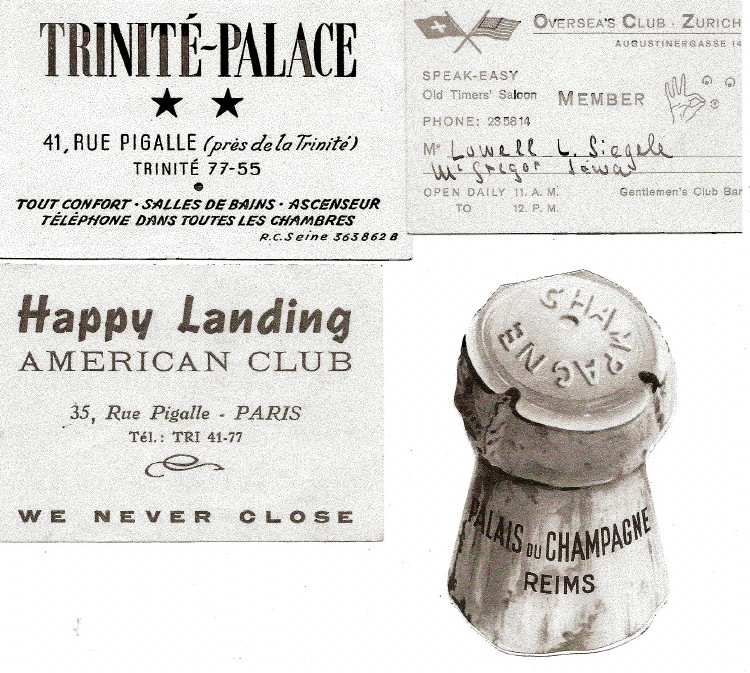 TRINITÉ-PALACE
★ ★
41, RUE PIGALLE (près de la Trinité)
TRINITÉ 77-55
TOUT CONFORT · SALLES DE BAINS · ASCENSEUR
TÉLÉPHONE DANS TOUTES LES CHAMBRES
R.C. Seine 363862 B
OVERSEA'S CLUB · ZURICH
AUGUSTINERGASSE 14
SPEAK-EASY
Old Timers' Saloon
MEMBER
PHONE: 235814
Mr Lowell L. Siegele
McGregor Iowa
OPEN DAILY 11. A. M.
TO 12. P. M.
Gentlemen's Club Bar
Happy Landing
AMERICAN CLUB
35, Rue Pigalle - PARIS
Tél.: TRI 41-77
WE NEVER CLOSE
CHAMPAGNE
PALAIS DU CHAMPAGNE
REIMS